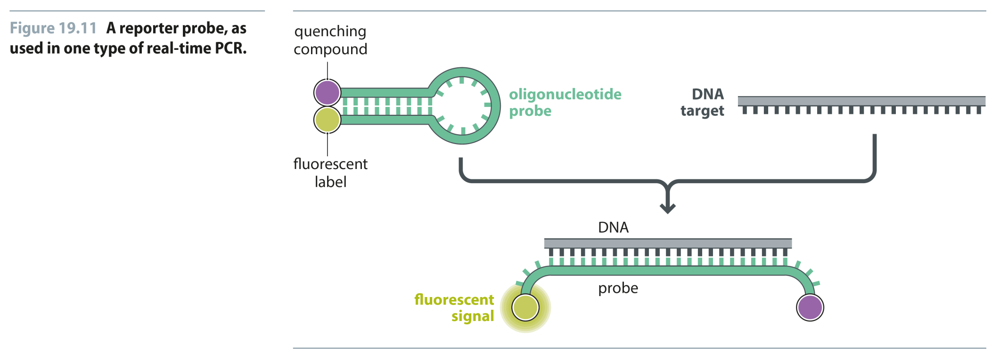 Figure 19.11 A reporter probe, as
used in one type of real-time PCR.
quenching
compound
oligonucleotide
probe
DNA
target
fluorescent
label
DNA
probe
fluorescent
signal